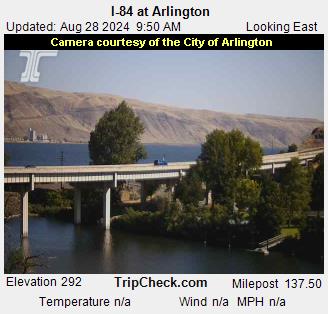 I-84 at Arlington
Updated: Aug 28 2024 9:50 AM Looking East
Camera courtesy of the City of Arlington
Elevation 292 TripCheck.com Milepost 137.50
Temperature n/a Wind n/a MPH n/a